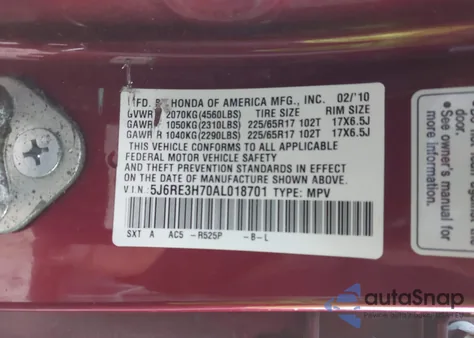 MFD. BY HONDA OF AMERICA MFG., INC. 02/'10
GVWR 2070KG(4560LBS) TIRE SIZE RIM SIZE
GAWR F 1050KG(2310LBS) 225/65R17 102T 17X6.5J
GAWR R 1040KG(2290LBS) 225/65R17 102T 17X6.5J
THIS VEHICLE CONFORMS TO ALL APPLICABLE
FEDERAL MOTOR VEHICLE SAFETY
AND THEFT PREVENTION STANDARDS
IN EFFECT ON THE DATE OF MANUFACTURE
SHOWN ABOVE.
V.I.N. 5J6RE3H70AL018701 TYPE: MPV
SXT A AC5 -R525P -B-L
door.
See owner's
manual for
more information.
autoSnap